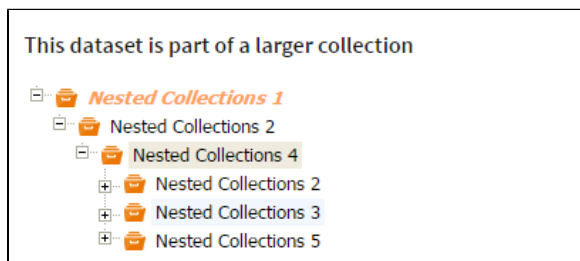 This dataset is part of a larger collection
Nested Collections 1
Nested Collections 2
Nested Collections 4
Nested Collections 2
Nested Collections 3
Nested Collections 5